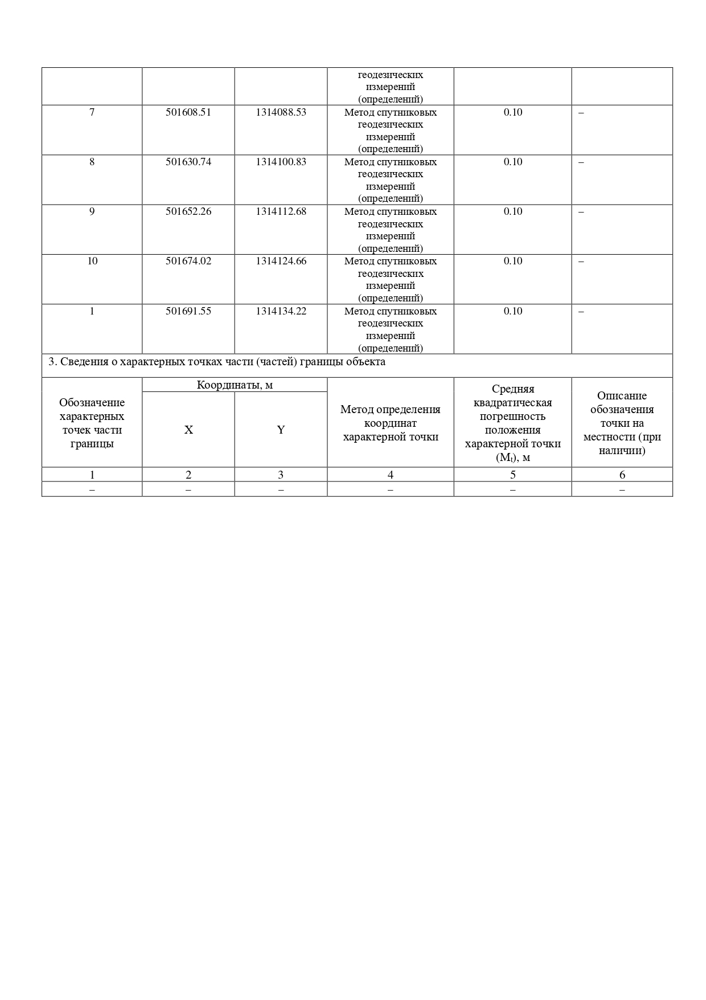 геодезических
измерений
(определений)
7 501608.51 1314088.53 Метод спутниковых 0.10 –
геодезических
измерений
(определений)
8 501630.74 1314100.83 Метод спутниковых 0.10 –
геодезических
измерений
(определений)
9 501652.26 1314112.68 Метод спутниковых 0.10 –
геодезических
измерений
(определений)
10 501674.02 1314124.66 Метод спутниковых 0.10 –
геодезических
измерений
(определений)
1 501691.55 1314134.22 Метод спутниковых 0.10 –
геодезических
измерений
(определений)
3. Сведения о характерных точках части (частей) границы объекта
Обозначение
характерных
точек части
границы
Координаты, м
X Y
Метод определения
координат
характерной точки
Средняя
квадратическая
погрешность
положения
характерной точки
(Mt), м
Описание
обозначения
точки на
местности (при
наличии)
1 2 3 4 5 6
– – – – – –